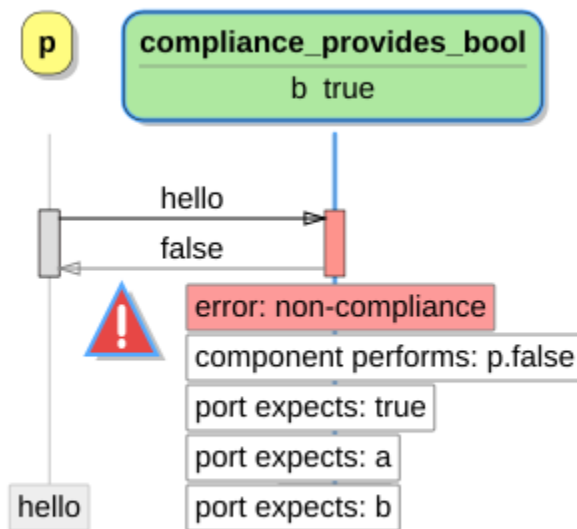 p
compliance_provides_bool
b true
hello
false
!
error: non-compliance
component performs: p.false
port expects: true
port expects: a
port expects: b
hello